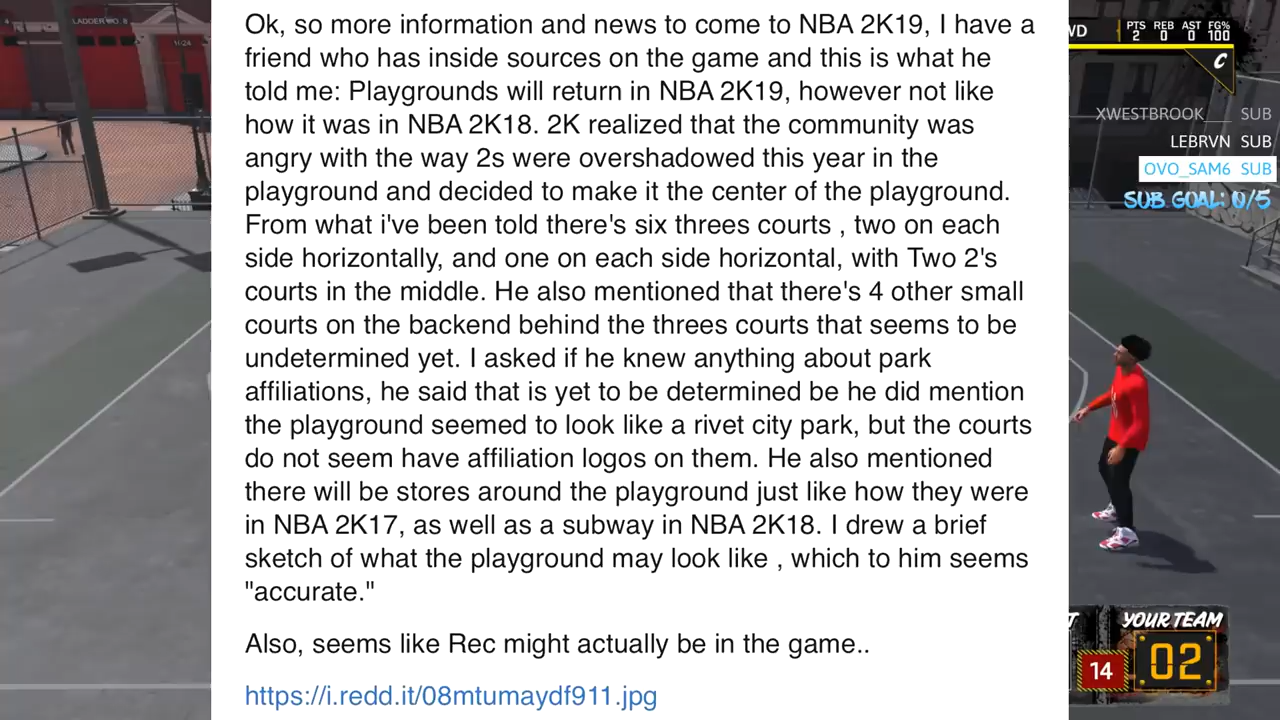 LADDER NO. 8
Ok, so more information and news to come to NBA 2K19, I have a
friend who has inside sources on the game and this is what he
told me: Playgrounds will return in NBA 2K19, however not like
how it was in NBA 2K18. 2K realized that the community was
angry with the way 2s were overshadowed this year in the
playground and decided to make it the center of the playground.
From what i've been told there's six threes courts , two on each
side horizontally, and one on each side horizontal, with Two 2's
courts in the middle. He also mentioned that there's 4 other small
courts on the backend behind the threes courts that seems to be
undetermined yet. I asked if he knew anything about park
affiliations, he said that is yet to be determined be he did mention
the playground seemed to look like a rivet city park, but the courts
do not seem have affiliation logos on them. He also mentioned
there will be stores around the playground just like how they were
in NBA 2K17, as well as a subway in NBA 2K18. I drew a brief
sketch of what the playground may look like , which to him seems
"accurate."
Also, seems like Rec might actually be in the game..
https://i.redd.it/08mtumaydf911.jpg
WD
PTS REB AST FG%
2 0 0 100
C
XWESTBROOK___ SUB
LEBRVN SUB
OVO_SAM6 SUB
SUB GOAL: 0/5
YOUR TEAM
14 02